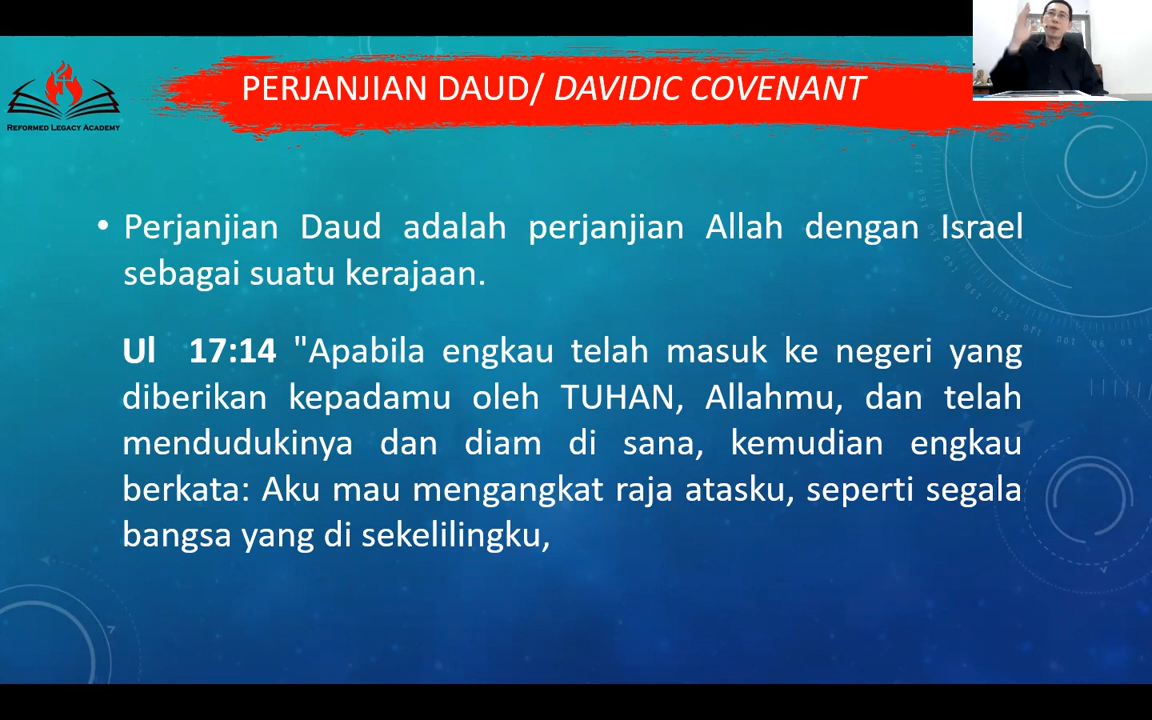 PERJANJIAN DAUD/ DAVIDIC COVENANT
REFORMED LEGACY ACADEMY
• Perjanjian Daud adalah perjanjian Allah dengan Israel
sebagai suatu kerajaan.
Ul 17:14 "Apabila engkau telah masuk ke negeri yang
diberikan kepadamu oleh TUHAN, Allahmu, dan telah
mendudukinya dan diam di sana, kemudian engkau
berkata: Aku mau mengangkat raja atasku, seperti segala
bangsa yang di sekelilingku,